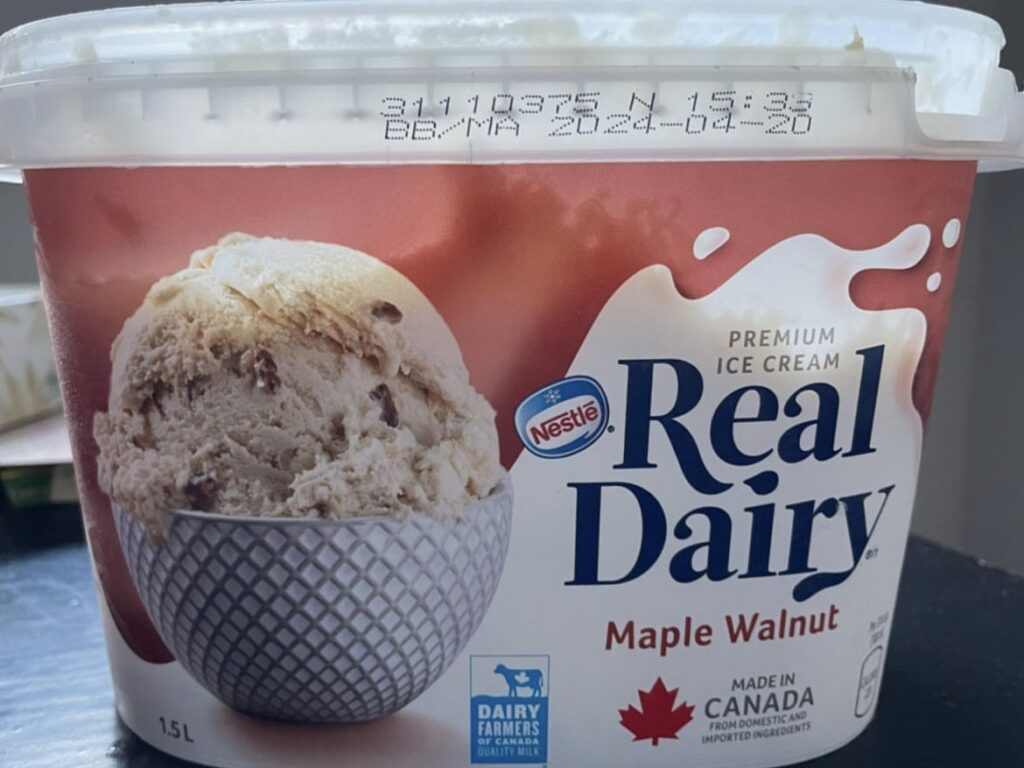 31110375 N 15:33
BB/MA 2024-04-20
PREMIUM
ICE CREAM
Nestlé
Real
Dairy
Maple Walnut
MADE IN
CANADA
FROM DOMESTIC AND
IMPORTED INGREDIENTS
DAIRY
FARMERS
OF CANADA
QUALITY MILK
1.5 L